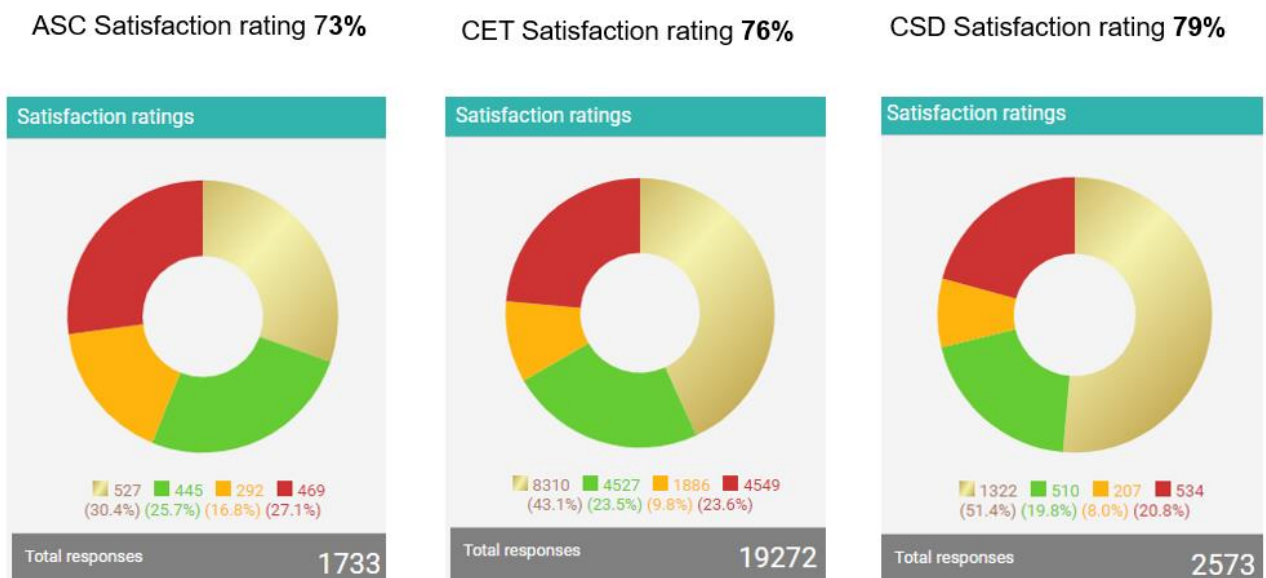 ASC Satisfaction rating 73%
CET Satisfaction rating 76%
CSD Satisfaction rating 79%
Satisfaction ratings
527 445 292 469
(30.4%) (25.7%) (16.8%) (27.1%)
Total responses 1733
Satisfaction ratings
8310 4527 1886 4549
(43.1%) (23.5%) (9.8%) (23.6%)
Total responses 19272
Satisfaction ratings
1322 510 207 534
(51.4%) (19.8%) (8.0%) (20.8%)
Total responses 2573